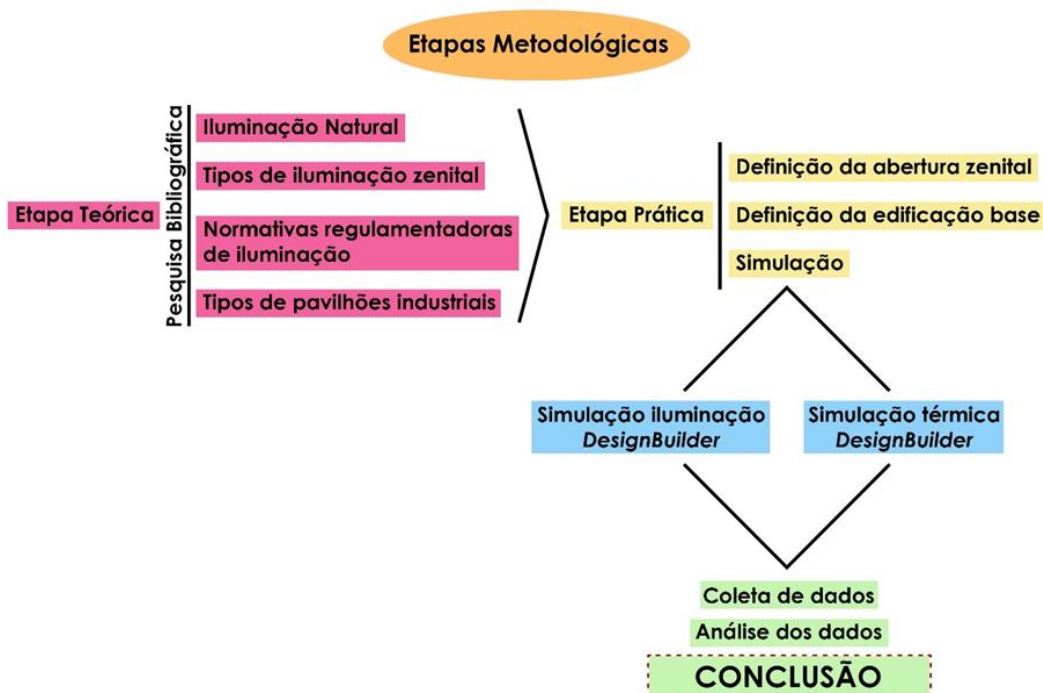 Etapas Metodológicas
Etapa Teórica
Pesquisa Bibliográfica
Iluminação Natural
Tipos de iluminação zenital
Normativas regulamentadoras
de iluminação
Tipos de pavilhões industriais
Etapa Prática
Definição da abertura zenital
Definição da edificação base
Simulação
Simulação iluminação
DesignBuilder
Simulação térmica
DesignBuilder
Coleta de dados
Análise dos dados
CONCLUSÃO